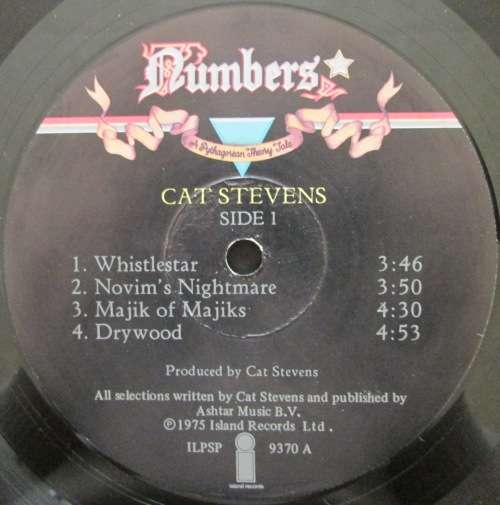 Numbers
A Pythagorean "Theory" Tale
CAT STEVENS
SIDE 1
1. Whistlestar 3:46
2. Novim's Nightmare 3:50
3. Majik of Majiks 4:30
4. Drywood 4:53
Produced by Cat Stevens
All selections written by Cat Stevens and published by
Ashtar Music B.V.
©1975 Island Records Ltd .
ILPSP 9370 A
island records